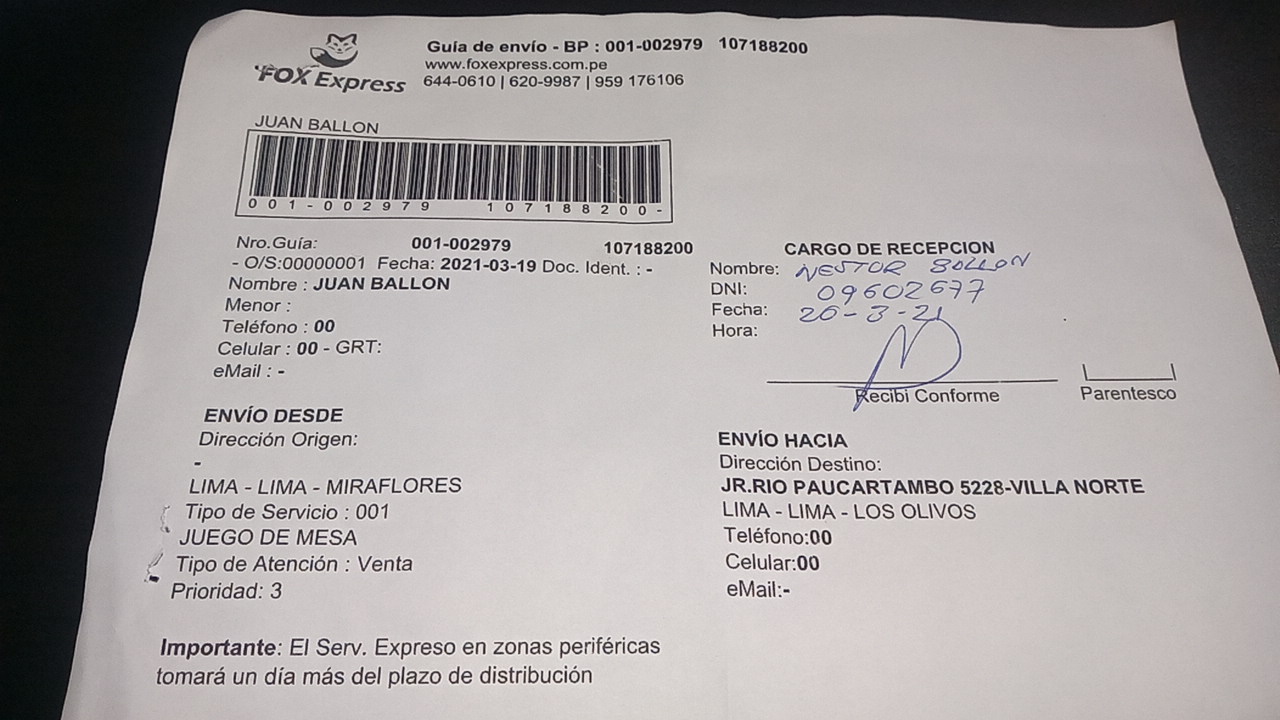 FOX Express
Guía de envío - BP : 001-002979 107188200
www.foxexpress.com.pe
644-0610 | 620-9987 | 959 176106
JUAN BALLON
001-002979 107188200-
Nro.Guía: 001-002979 107188200
- O/S:00000001 Fecha: 2021-03-19 Doc. Ident. : -
Nombre : JUAN BALLON
Menor :
Teléfono : 00
Celular : 00 - GRT:
eMail : -
CARGO DE RECEPCION
Nombre: NESTOR BALLON
DNI: 09602677
Fecha: 20-3-21
Hora:
Recibi Conforme
Parentesco
ENVÍO DESDE
Dirección Origen:
-
LIMA - LIMA - MIRAFLORES
Tipo de Servicio : 001
JUEGO DE MESA
Tipo de Atención : Venta
Prioridad: 3
ENVÍO HACIA
Dirección Destino:
JR.RIO PAUCARTAMBO 5228-VILLA NORTE
LIMA - LIMA - LOS OLIVOS
Teléfono:00
Celular:00
eMail:-
Importante: El Serv. Expreso en zonas periféricas
tomará un día más del plazo de distribución